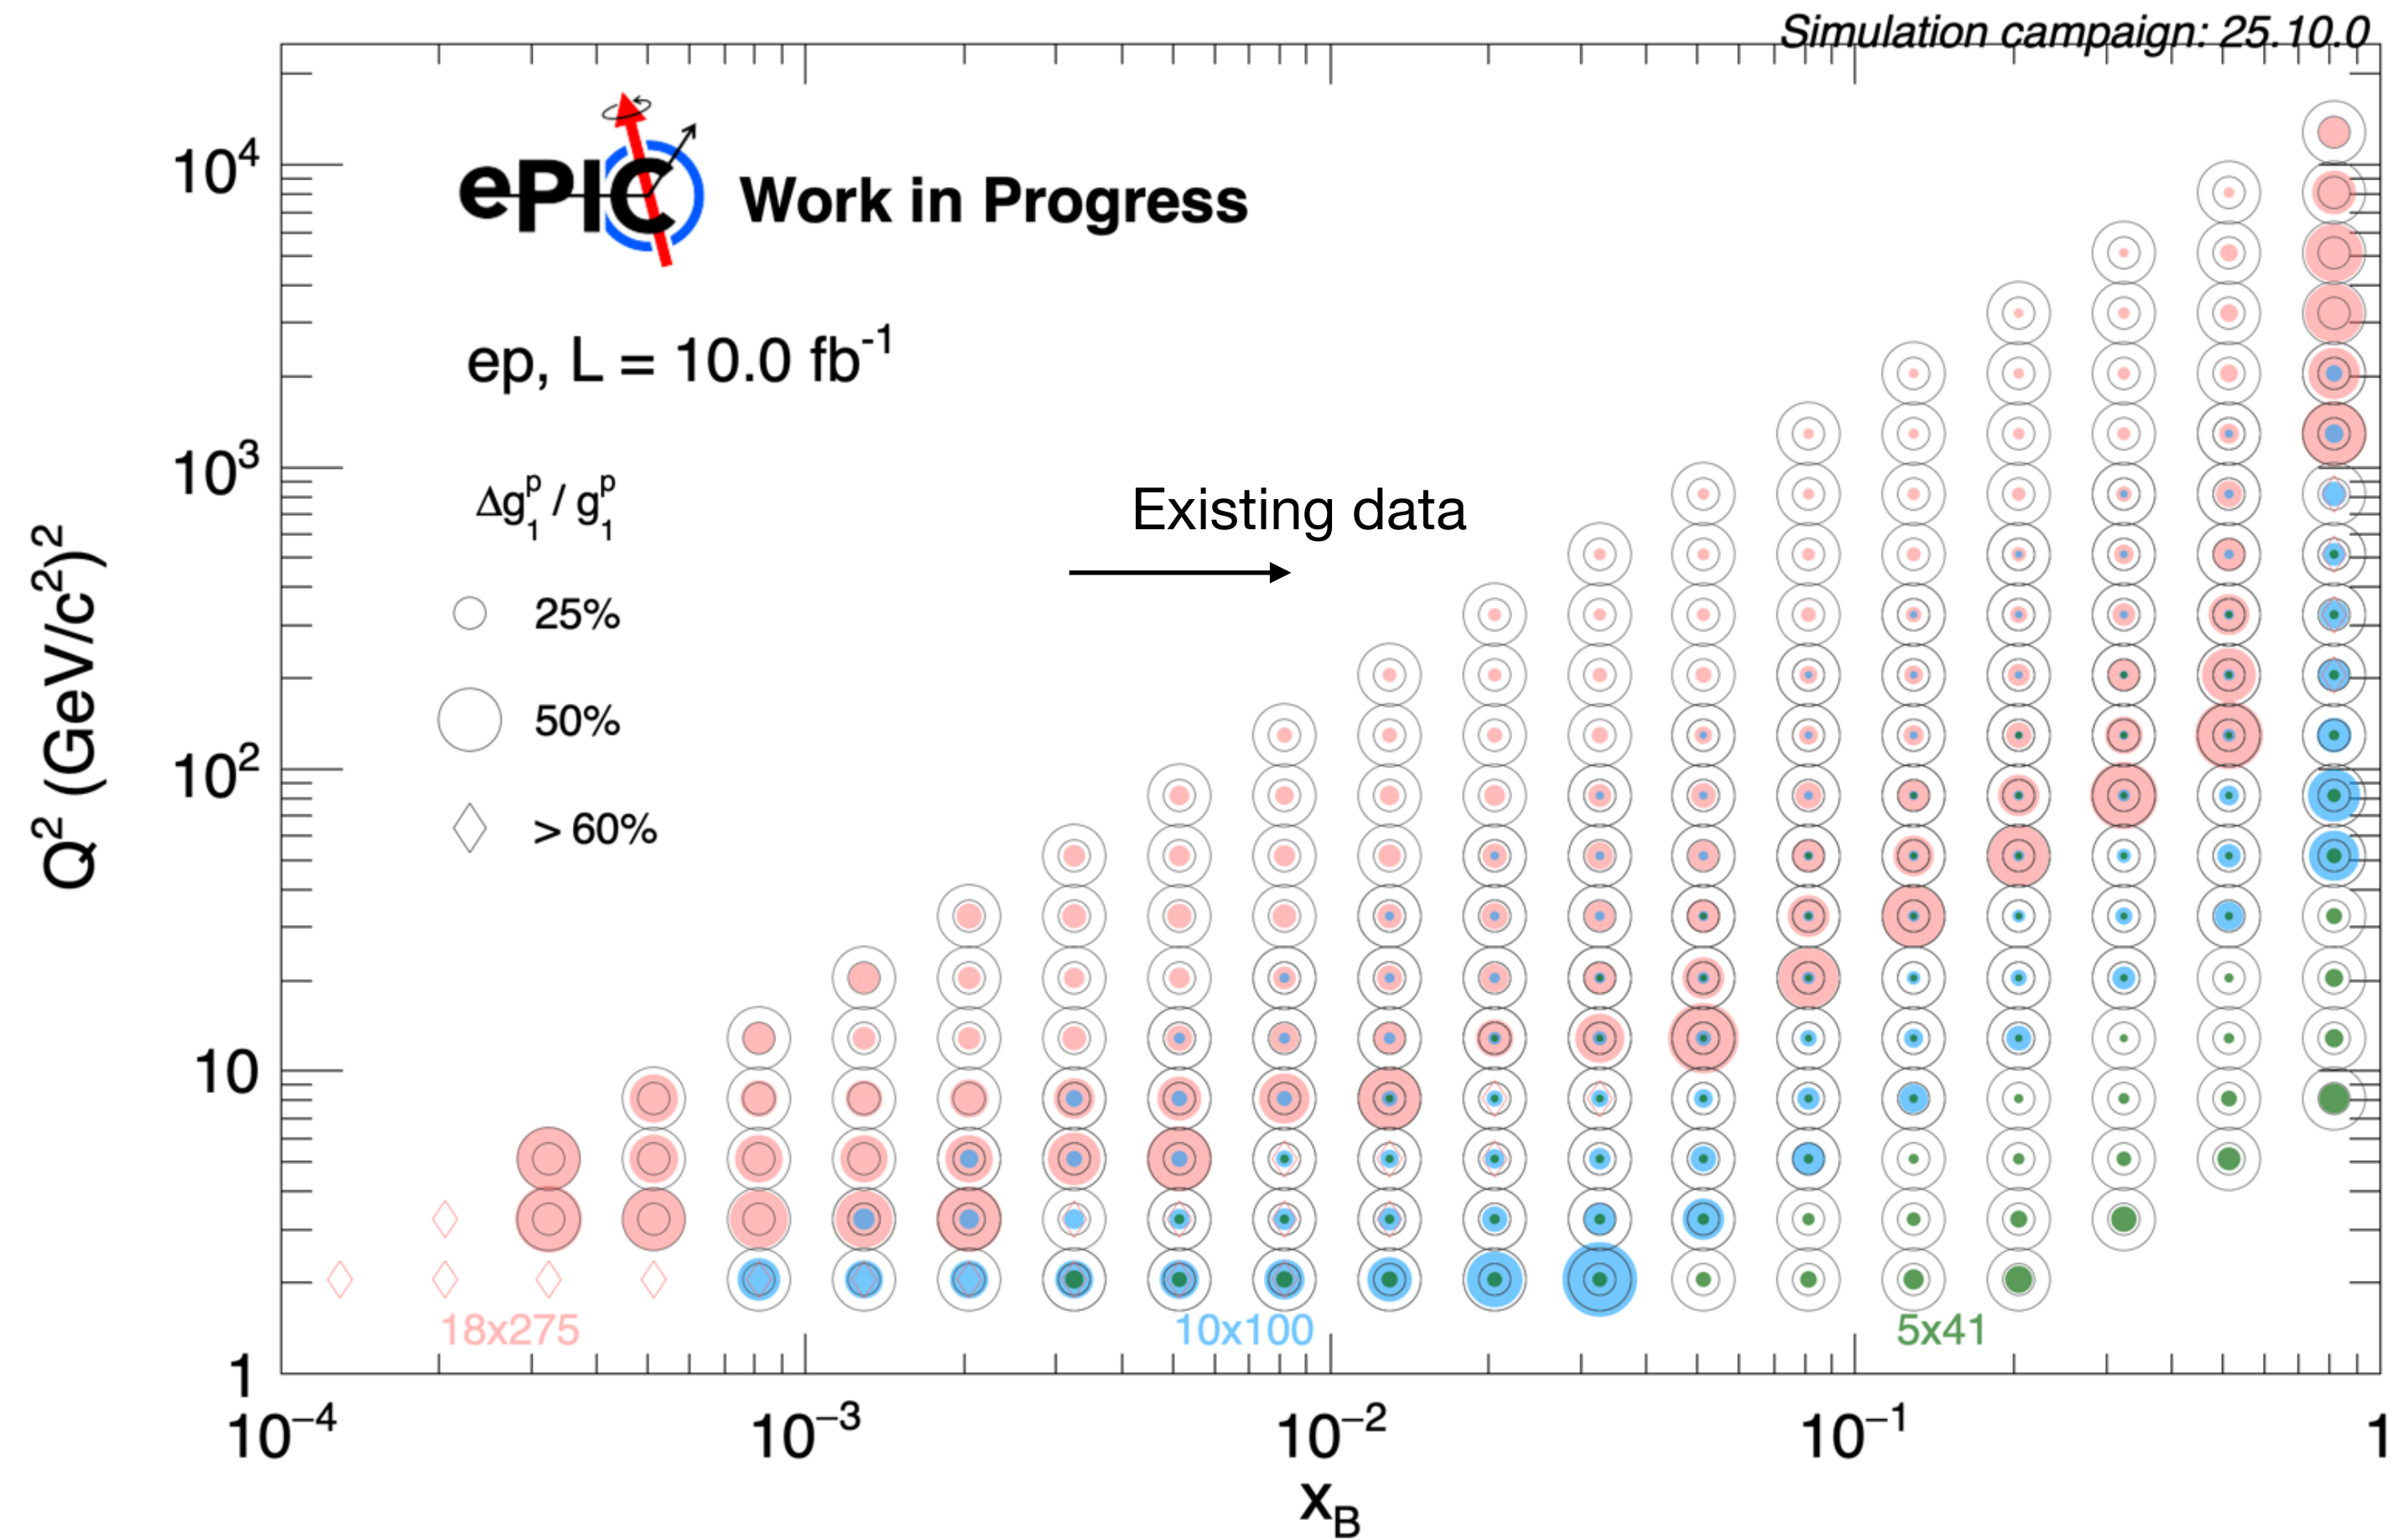 Simulation campaign: 25.10.0
ePIC Work in Progress
ep, L = 10.0 fb⁻¹
Δg₁ᵖ / g₁ᵖ
25%
50%
> 60%
Existing data
Q² (GeV/c²)²
10⁴
10³
10²
10
1
18x275
10x100
5x41
10⁻⁴
10⁻³
10⁻²
10⁻¹
1
x_B